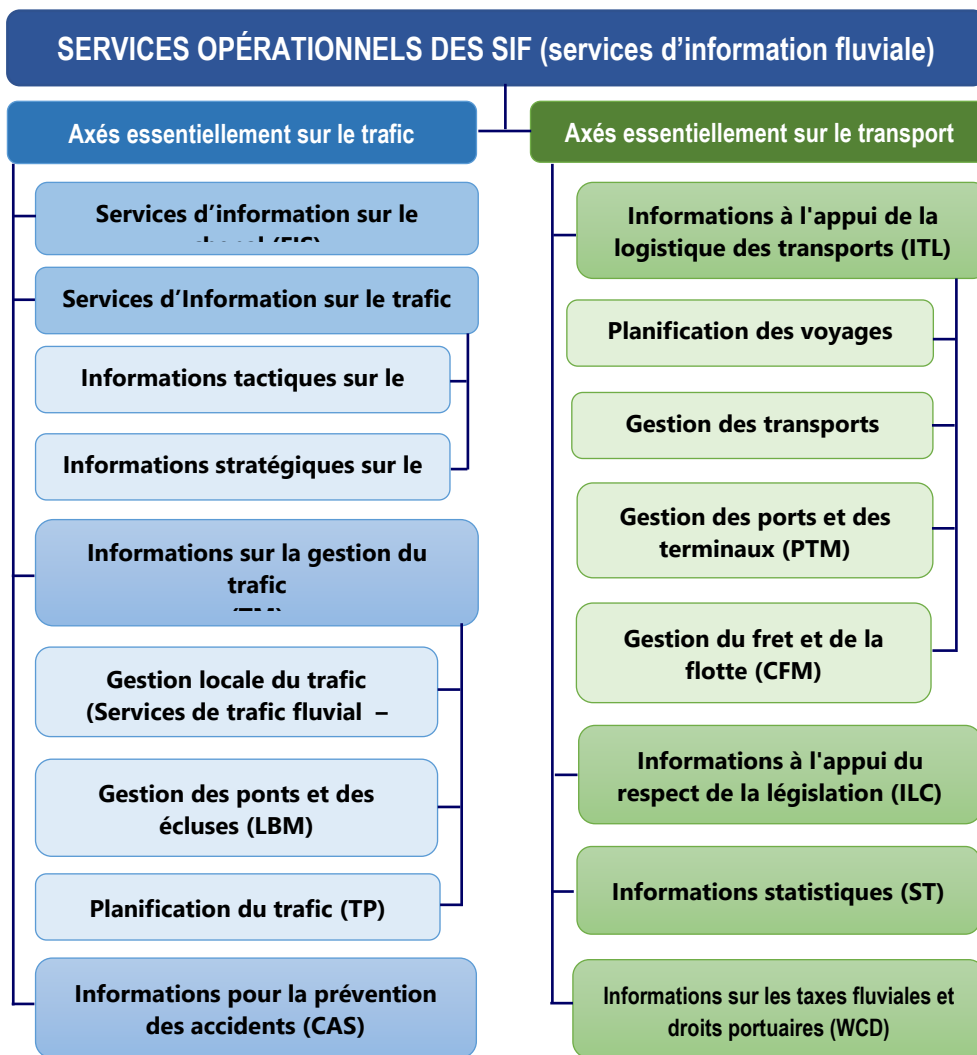 SERVICES OPÉRATIONNELS DES SIF (services d’information fluviale)
Axés essentiellement sur le trafic
Services d’information sur le
Services d’Information sur le trafic
Informations tactiques sur le
Informations stratégiques sur le
Informations sur la gestion du
trafic
Gestion locale du trafic
(Services de trafic fluvial –
Gestion des ponts et des
écluses (LBM)
Planification du trafic (TP)
Informations pour la prévention
des accidents (CAS)
Axés essentiellement sur le transport
Informations à l'appui de la
logistique des transports (ITL)
Planification des voyages
Gestion des transports
Gestion des ports et des
terminaux (PTM)
Gestion du fret et de la
flotte (CFM)
Informations à l'appui du
respect de la législation (ILC)
Informations statistiques (ST)
Informations sur les taxes fluviales et
droits portuaires (WCD)